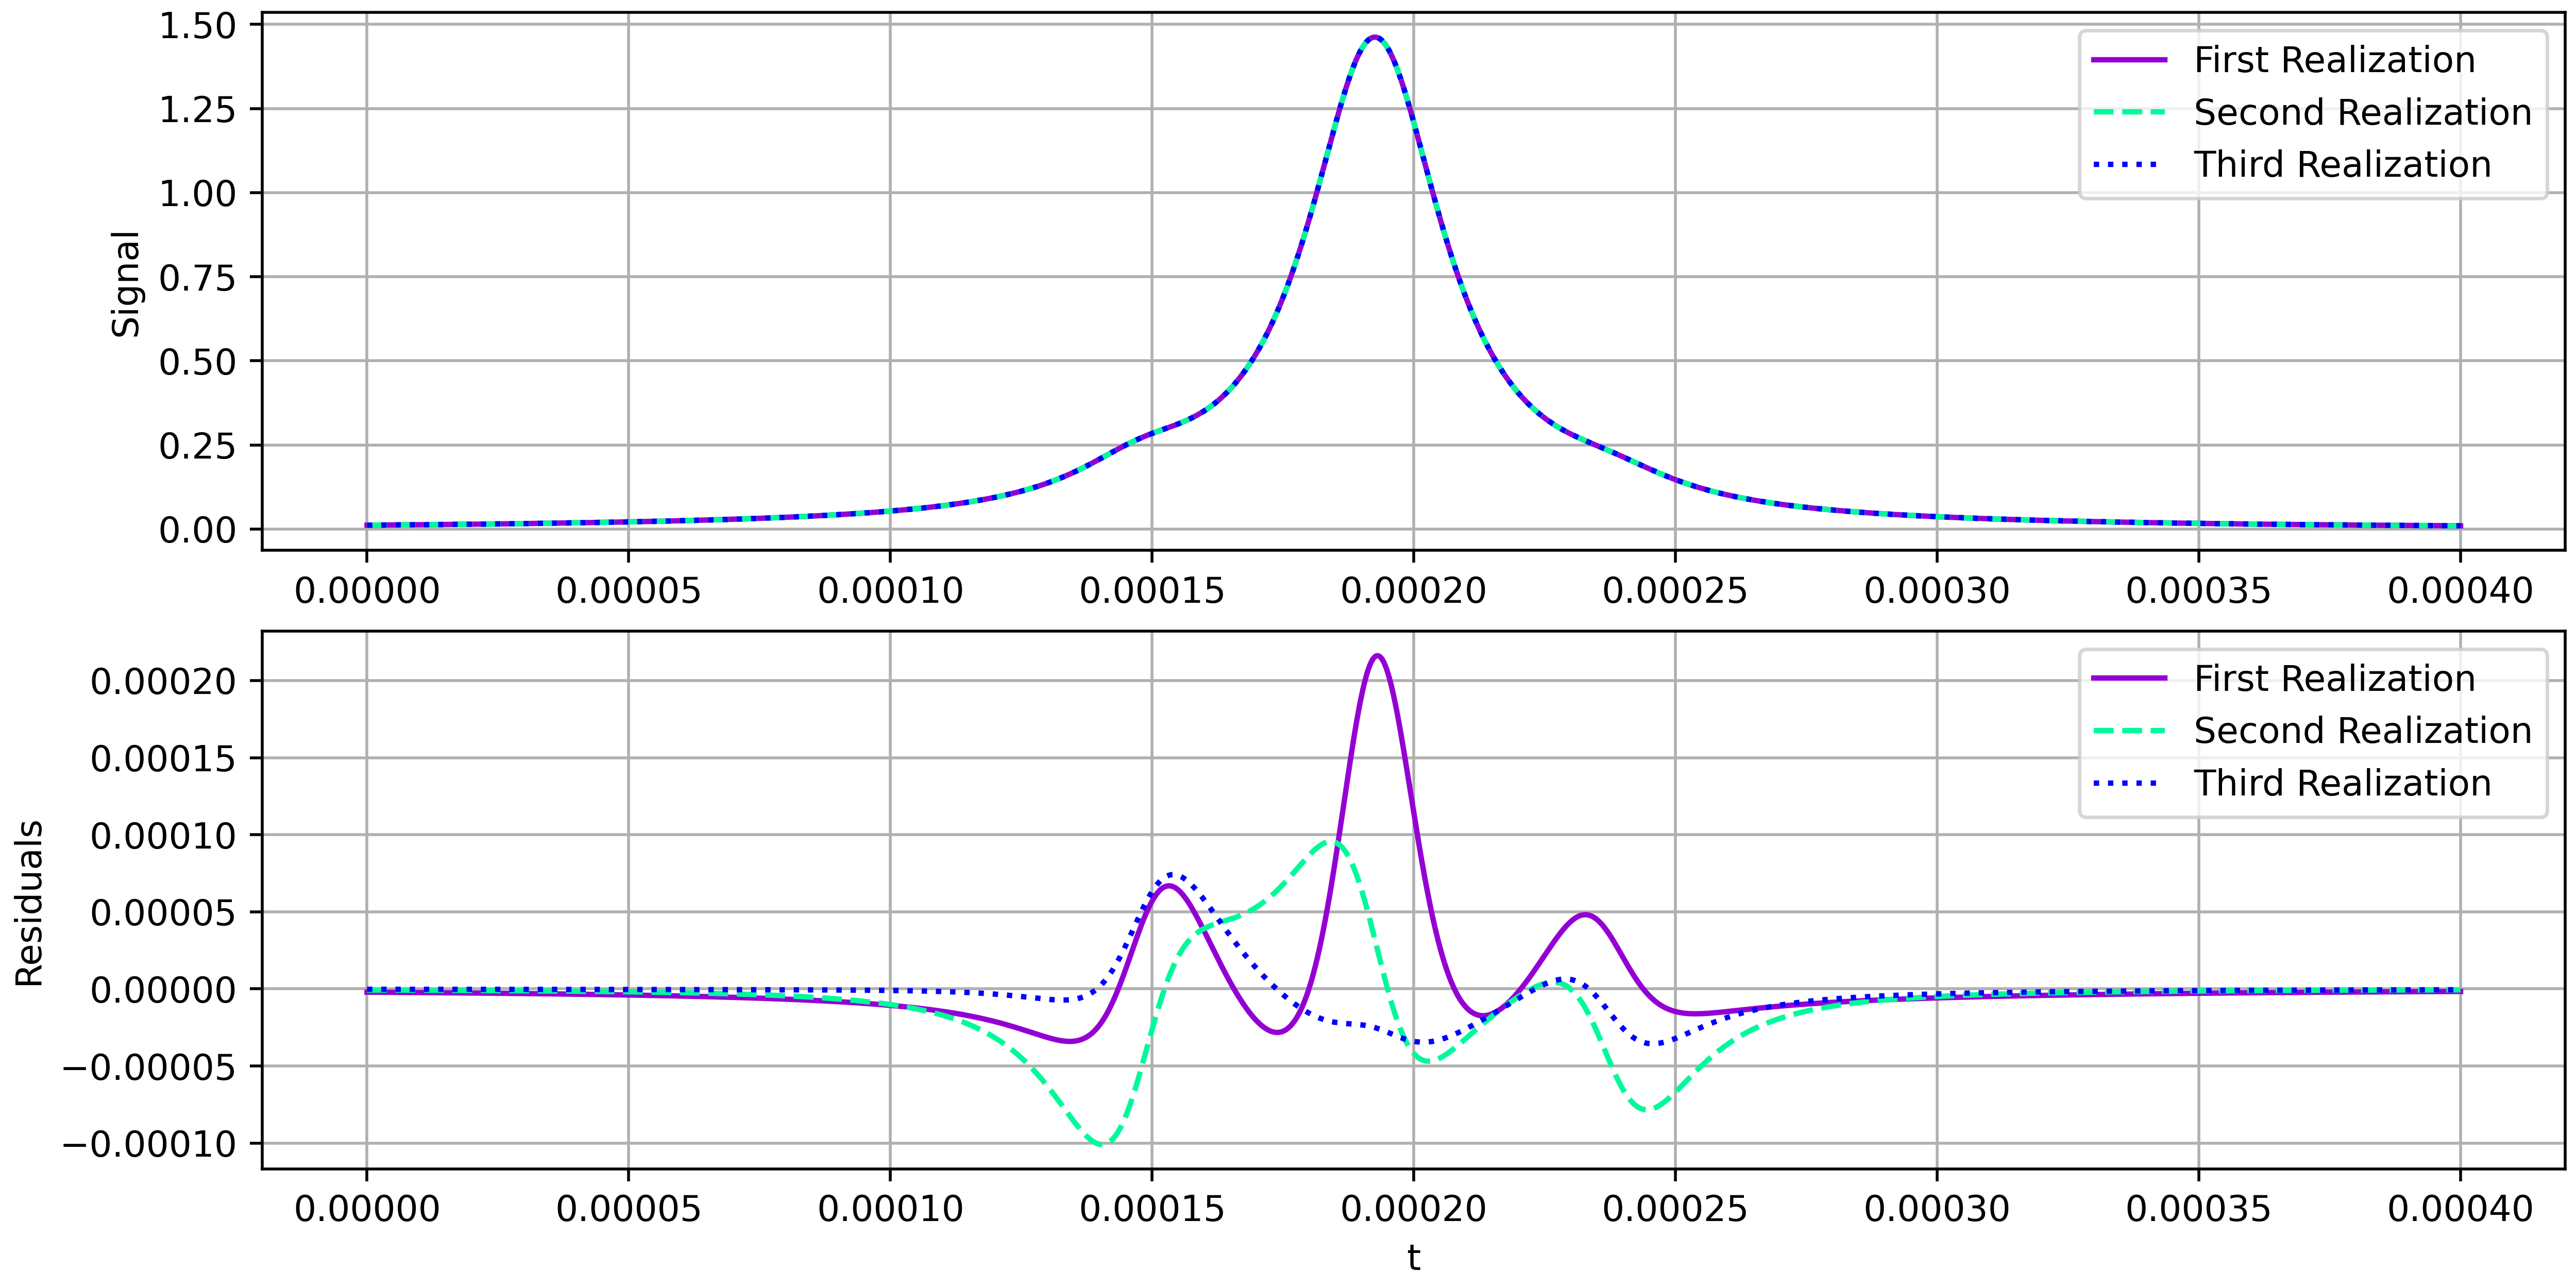 1.50
1.25
1.00
0.75
0.50
0.25
0.00
Signal
First Realization
Second Realization
Third Realization
0.00000 0.00005 0.00010 0.00015 0.00020 0.00025 0.00030 0.00035 0.00040
0.00020
0.00015
0.00010
0.00005
0.00000
−0.00005
−0.00010
Residuals
First Realization
Second Realization
Third Realization
0.00000 0.00005 0.00010 0.00015 0.00020 0.00025 0.00030 0.00035 0.00040
t